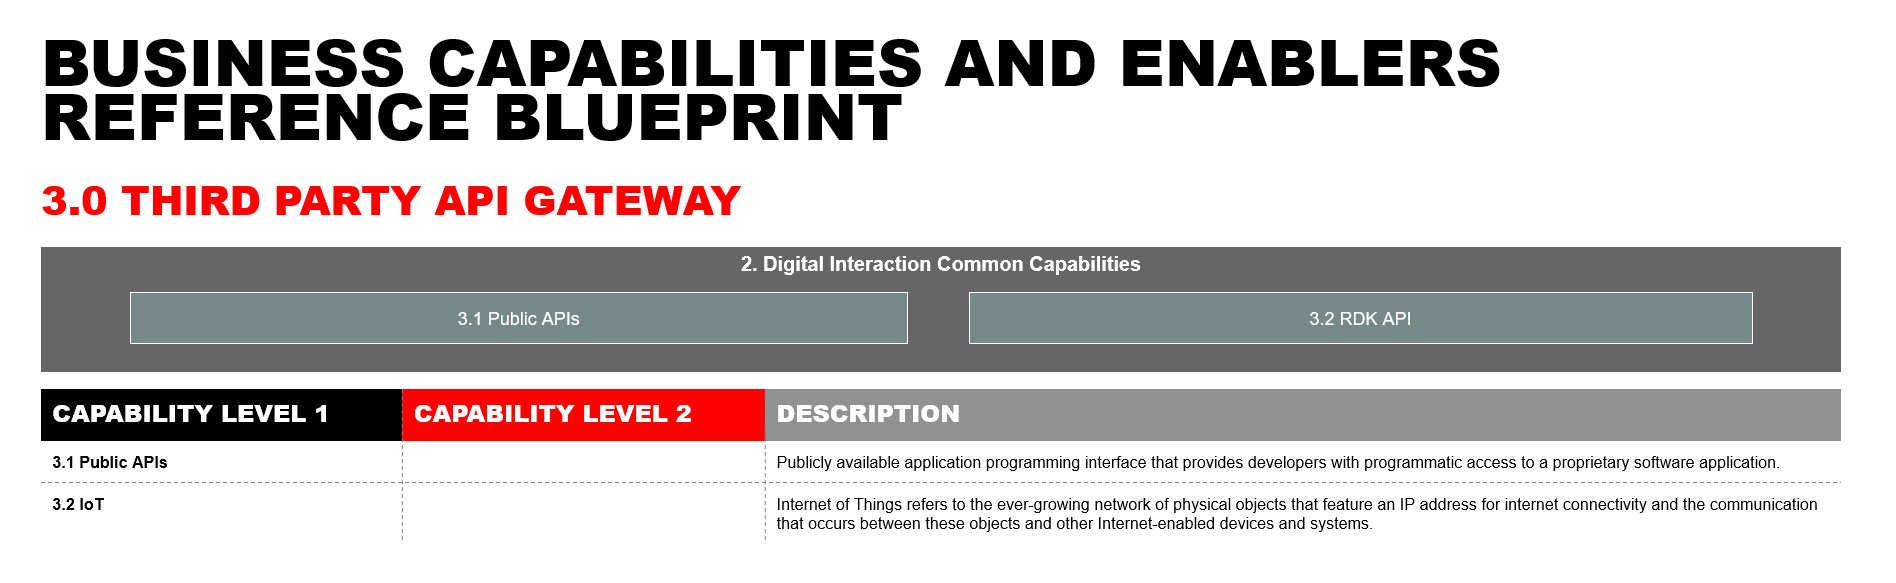 BUSINESS CAPABILITIES AND ENABLERS
REFERENCE BLUEPRINT
3.0 THIRD PARTY API GATEWAY
2. Digital Interaction Common Capabilities
3.1 Public APIs
3.2 RDK API
CAPABILITY LEVEL 1
CAPABILITY LEVEL 2
DESCRIPTION
3.1 Public APIs
Publicly available application programming interface that provides developers with programmatic access to a proprietary software application.
3.2 IoT
Internet of Things refers to the ever-growing network of physical objects that feature an IP address for internet connectivity and the communication
that occurs between these objects and other Internet-enabled devices and systems.